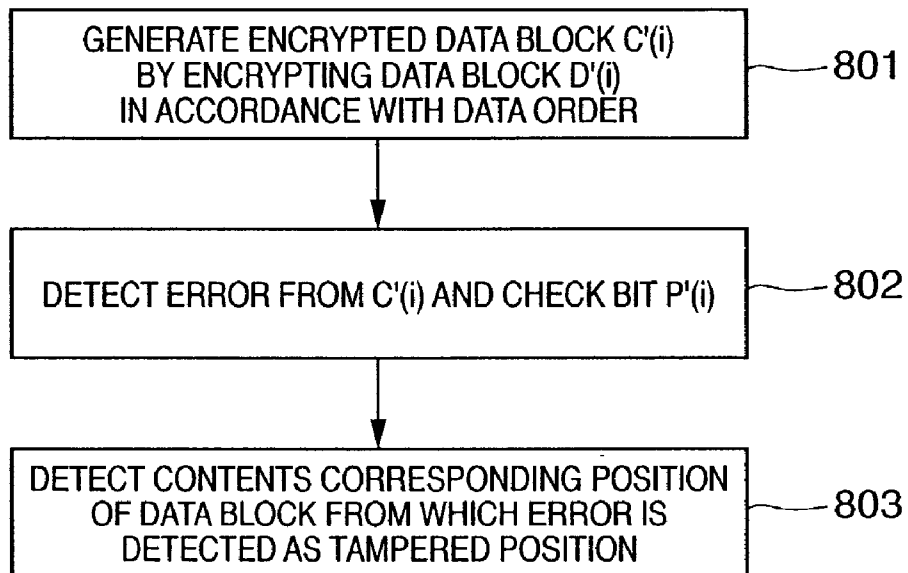 GENERATE ENCRYPTED DATA BLOCK C'(i)
BY ENCRYPTING DATA BLOCK D'(i)
IN ACCORDANCE WITH DATA ORDER
801
DETECT ERROR FROM C'(i) AND CHECK BIT P'(i)
802
DETECT CONTENTS CORRESPONDING POSITION
OF DATA BLOCK FROM WHICH ERROR IS
DETECTED AS TAMPERED POSITION
803